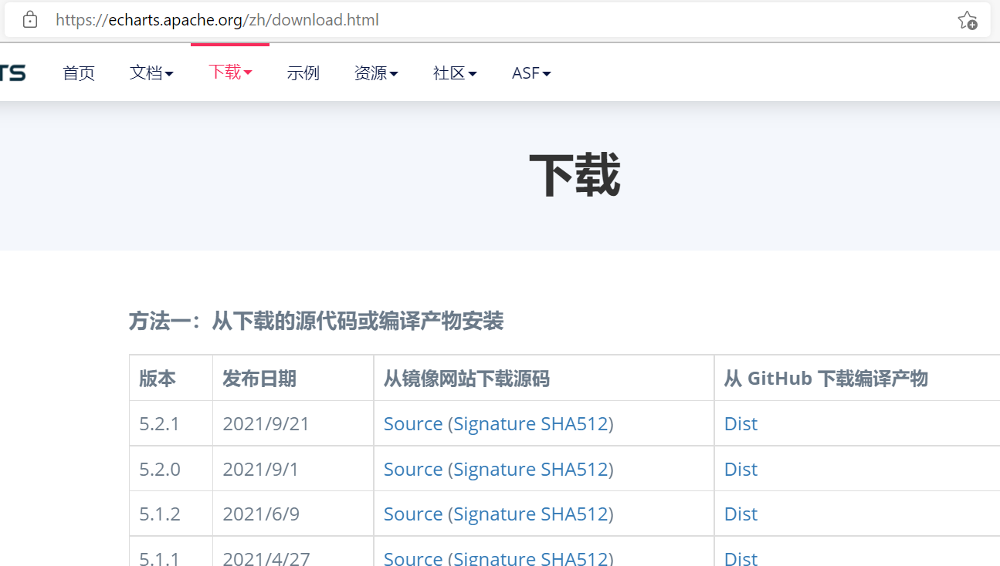 https://echarts.apache.org/zh/download.html
TS 首页 文档 下载 示例 资源 社区 ASF
下载
方法一：从下载的源代码或编译产物安装
版本 发布日期 从镜像网站下载源码 从 GitHub 下载编译产物
5.2.1 2021/9/21 Source (Signature SHA512) Dist
5.2.0 2021/9/1 Source (Signature SHA512) Dist
5.1.2 2021/6/9 Source (Signature SHA512) Dist
5.1.1 2021/4/27 Source (Signature SHA512) Dist